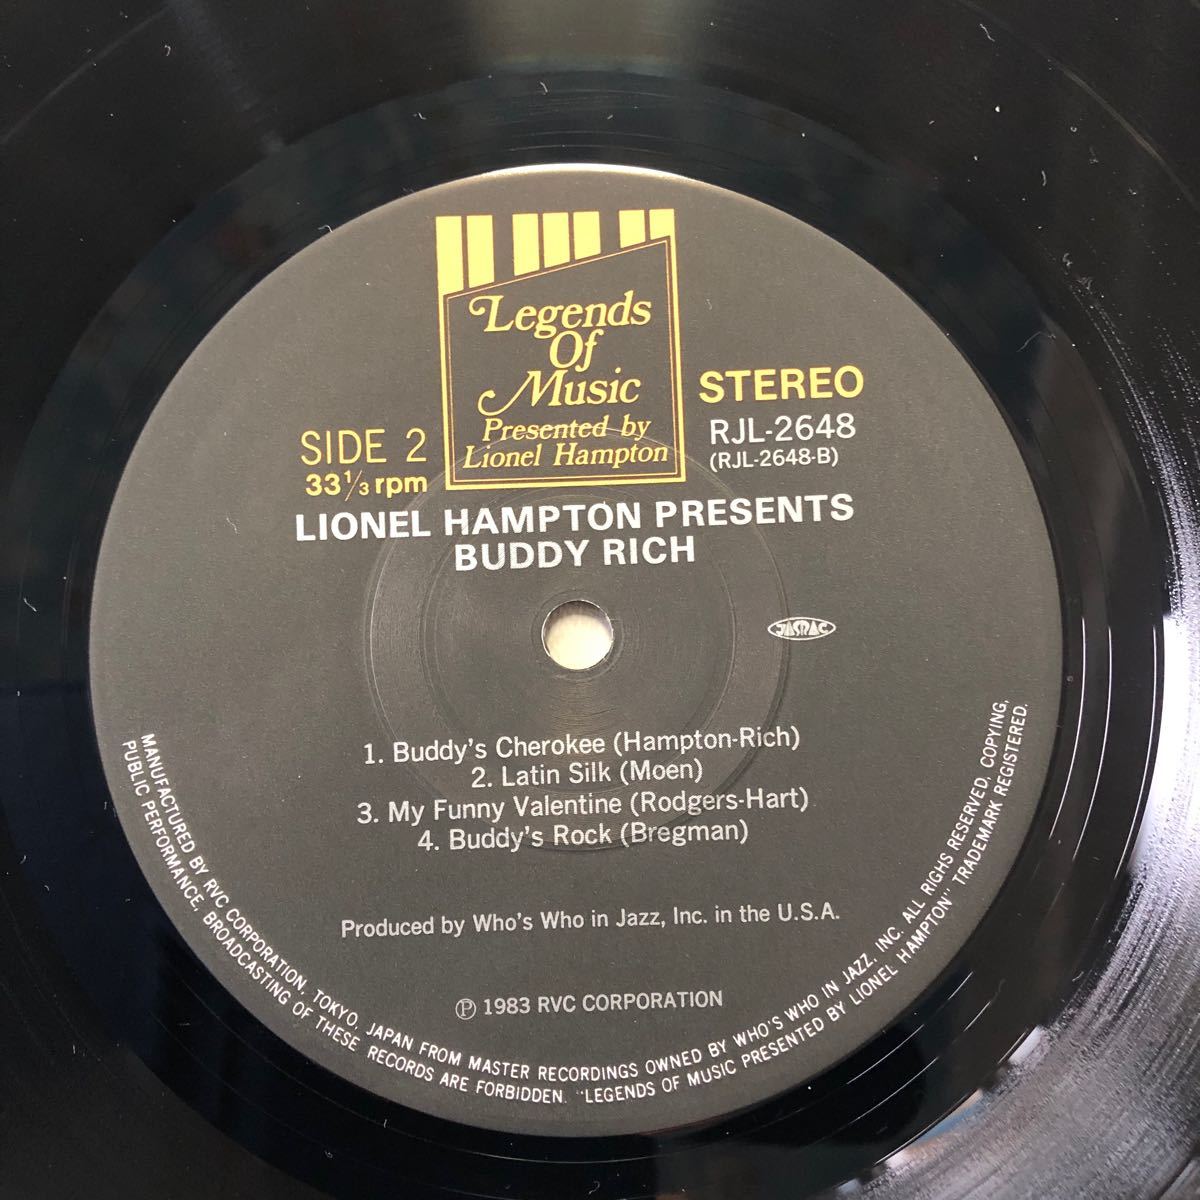 Legends
Of
Music
Presented by
Lionel Hampton
STEREO
SIDE 2
33 1/3 rpm
RJL-2648
(RJL-2648-B)
LIONEL HAMPTON PRESENTS
BUDDY RICH
JASRAC
1. Buddy's Cherokee (Hampton-Rich)
2. Latin Silk (Moen)
3. My Funny Valentine (Rodgers-Hart)
4. Buddy's Rock (Bregman)
Produced by Who's Who in Jazz, Inc. in the U.S.A.
℗ 1983 RVC CORPORATION
MANUFACTURED BY RVC CORPORATION, TOKYO, JAPAN FROM MASTER RECORDINGS OWNED BY WHO'S WHO IN JAZZ, INC. ALL RIGHS RESERVED, COPYING,
PUBLIC PERFORMANCE, BROADCASTING OF THESE RECORDS ARE FORBIDDEN. "LEGENDS OF MUSIC PRESENTED BY LIONEL HAMPTON" TRADEMARK REGISTERED.